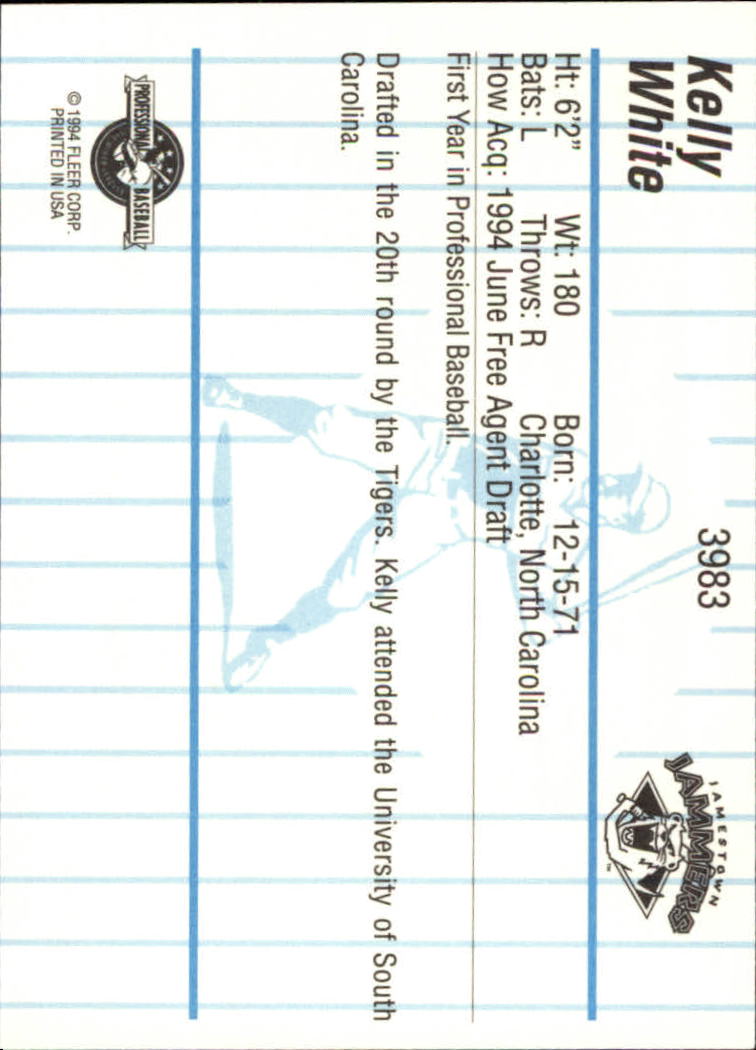 Kelly
White
3983
JAMESTOWN
JAMMERS
TM
Ht: 6'2" Wt: 180 Born: 12-15-71
Bats: L Throws: R Charlotte, North Carolina
How Acq: 1994 June Free Agent Draft
First Year in Professional Baseball.
Drafted in the 20th round by the Tigers. Kelly attended the University of South
Carolina.
PROFESSIONAL BASEBALL
© 1994 FLEER CORP.
PRINTED IN USA